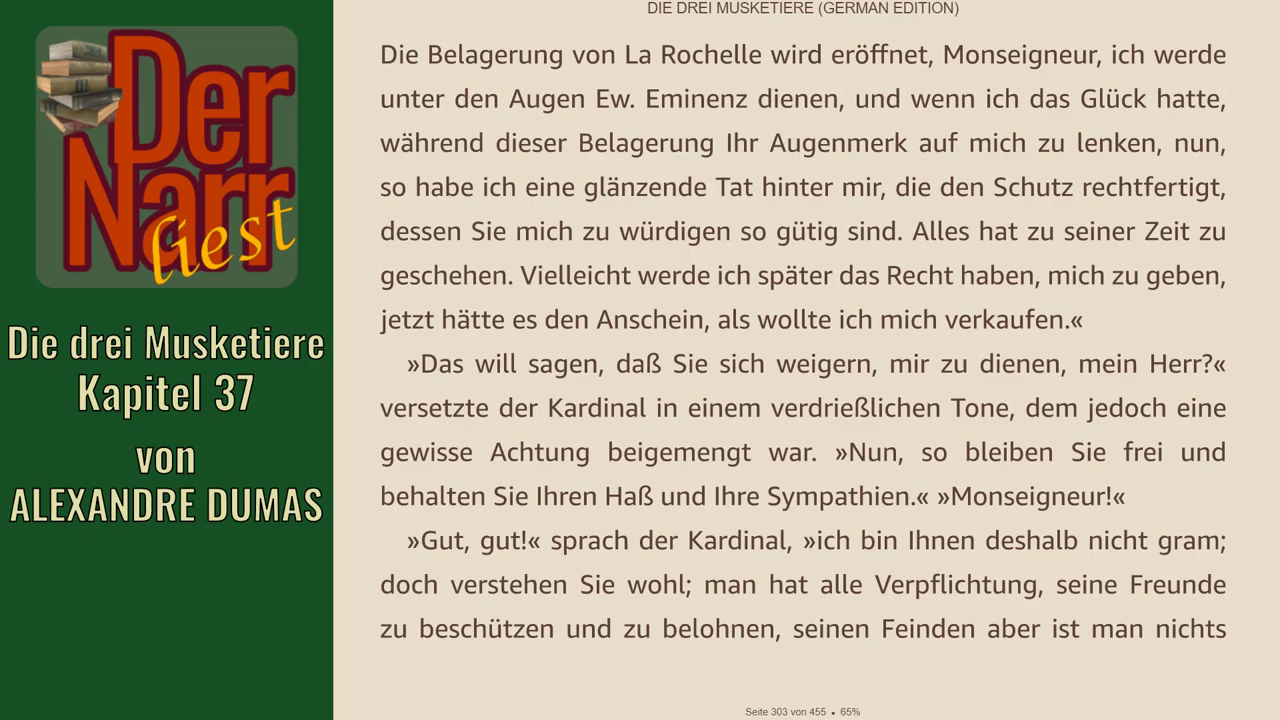 Der
Narr
liest
Die drei Musketiere
Kapitel 37
von
ALEXANDRE DUMAS
DIE DREI MUSKETIERE (GERMAN EDITION)
Die Belagerung von La Rochelle wird eröffnet, Monseigneur, ich werde
unter den Augen Ew. Eminenz dienen, und wenn ich das Glück hatte,
während dieser Belagerung Ihr Augenmerk auf mich zu lenken, nun,
so habe ich eine glänzende Tat hinter mir, die den Schutz rechtfertigt,
dessen Sie mich zu würdigen so gütig sind. Alles hat zu seiner Zeit zu
geschehen. Vielleicht werde ich später das Recht haben, mich zu geben,
jetzt hätte es den Anschein, als wollte ich mich verkaufen.«
»Das will sagen, daß Sie sich weigern, mir zu dienen, mein Herr?«
versetzte der Kardinal in einem verdrießlichen Tone, dem jedoch eine
gewisse Achtung beigemengt war. »Nun, so bleiben Sie frei und
behalten Sie Ihren Haß und Ihre Sympathien.« »Monseigneur!«
»Gut, gut!« sprach der Kardinal, »ich bin Ihnen deshalb nicht gram;
doch verstehen Sie wohl; man hat alle Verpflichtung, seine Freunde
zu beschützen und zu belohnen, seinen Feinden aber ist man nichts
Seite 303 von 455 • 65%